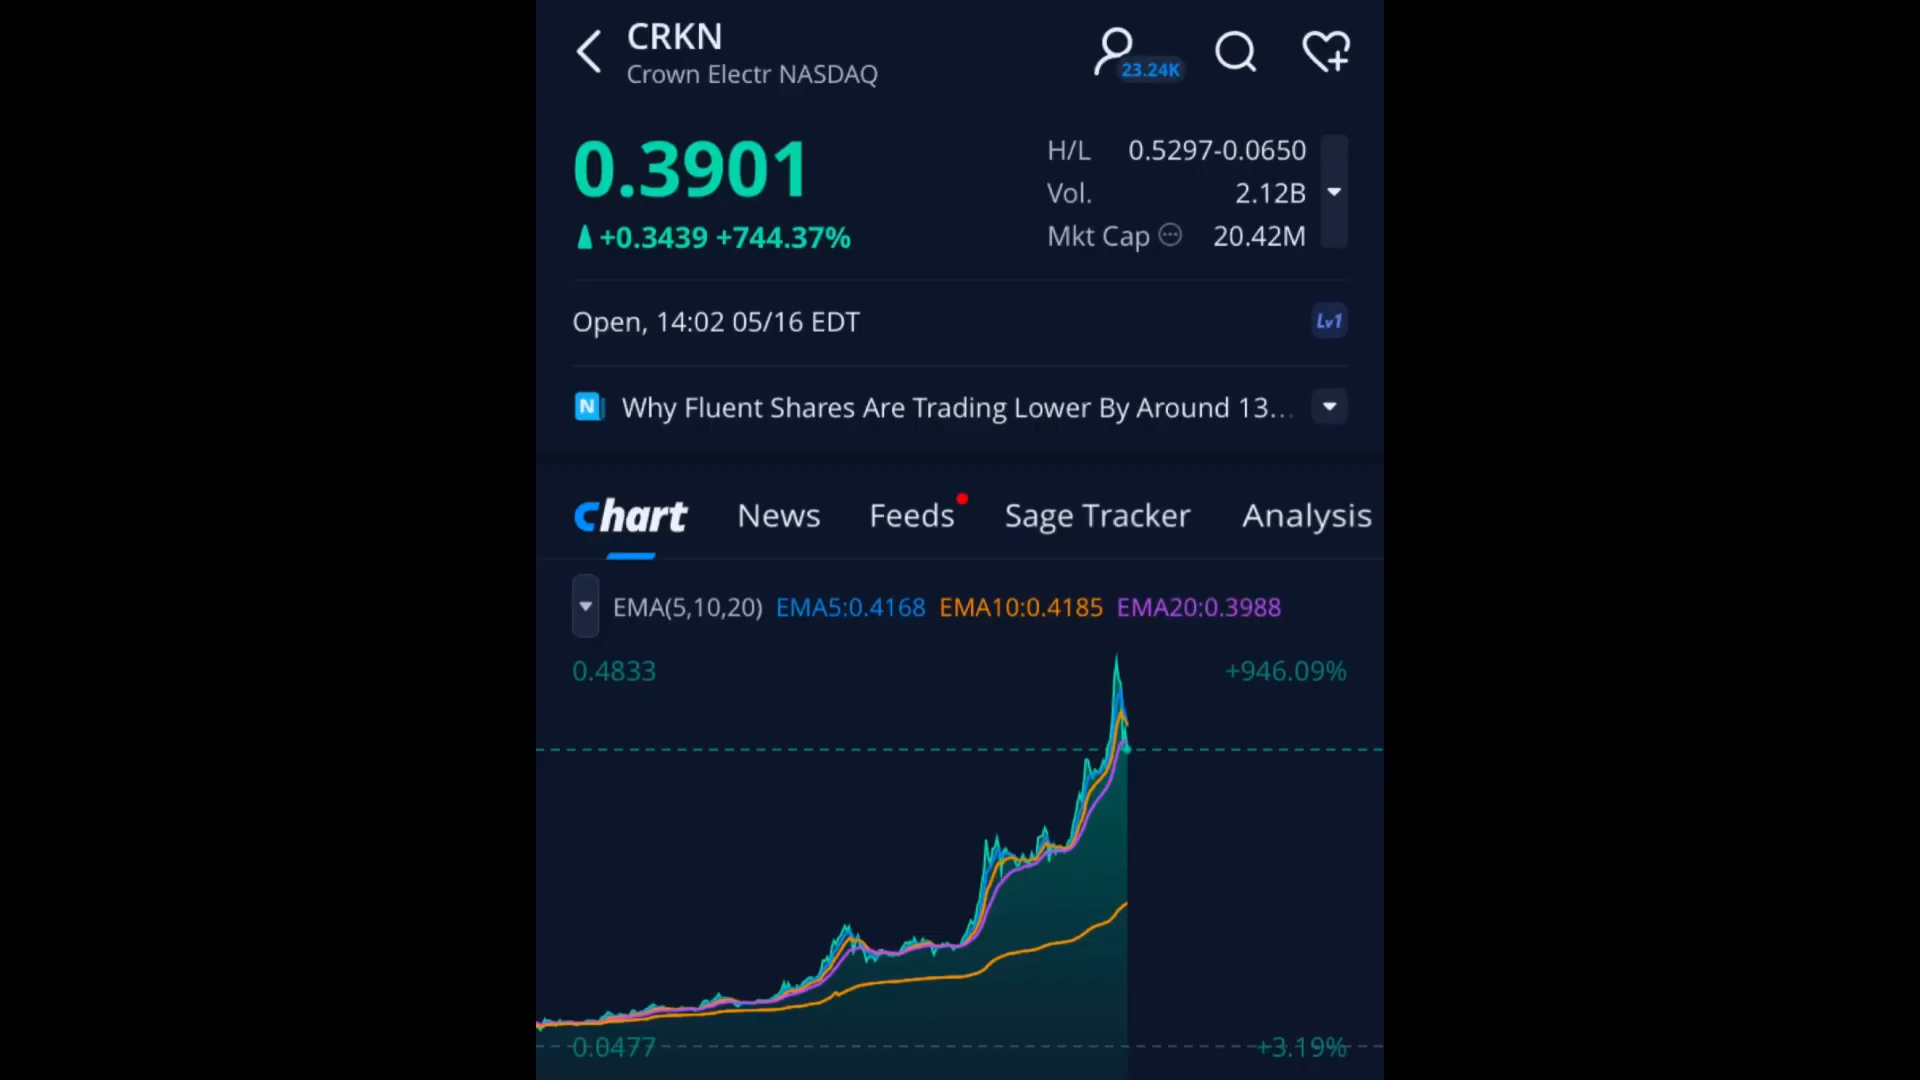 CRKN
Crown Electr NASDAQ
23.24K
0.3901
+0.3439 +744.37%
H/L 0.5297-0.0650
Vol. 2.12B
Mkt Cap 20.42M
Open, 14:02 05/16 EDT
Lv1
N Why Fluent Shares Are Trading Lower By Around 13...
Chart News Feeds Sage Tracker Analysis
EMA(5,10,20) EMA5:0.4168 EMA10:0.4185 EMA20:0.3988
0.4833 +946.09%
0.0477 +3.19%